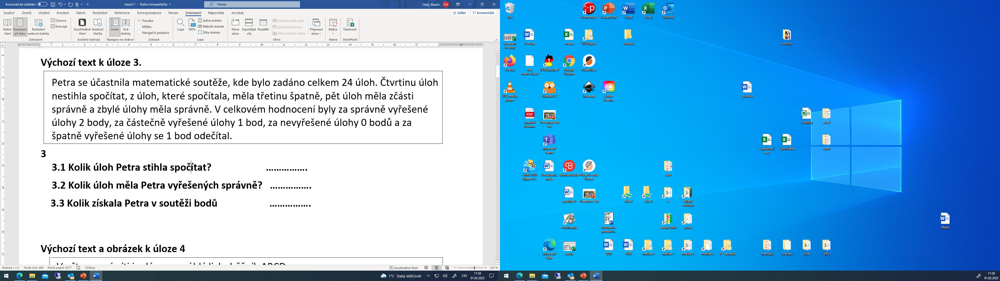 Automatické ukládání
vlastní 1 - Režim kompatibility
Hledat
Holý, Martin
HM
Soubor Domů Vložení Kreslení Návrh Rozložení Reference Korespondence Revize Zobrazení Nápověda Acrobat
Sdílet
Komentáře
Režim čtení
Rozložení při tisku
Rozložení webové stránky
Osnova
Koncept
Zobrazení
Soustředěné čtení
Asistivní čtečka
Asistivní nástroje
Svisle
Dvě stránky
Navigace na stránce
Pravítko
Mřížka
Navigační podokno
Zobrazit
Lupa
100%
Jedna stránka
Několik stránek
Šířka stránky
Lupa
Nové okno
Uspořádat vše
Rozdělit
Zobrazit vedle sebe
Synchronní posuv
Obnovit pozici okna
Přepnout okna
Okno
Makra
Makra
Vlastnosti
SharePoint
Výchozí text k úloze 3.
Petra se účastnila matematické soutěže, kde bylo zadáno celkem 24 úloh. Čtvrtinu úloh
nestihla spočítat, z úloh, které spočítala, měla třetinu špatně, pět úloh měla zčásti
správně a zbylé úlohy měla správně. V celkovém hodnocení byly za správně vyřešené
úlohy 2 body, za částečně vyřešené úlohy 1 bod, za nevyřešené úlohy 0 bodů a za
špatně vyřešené úlohy se 1 bod odečítal.
3
3.1 Kolik úloh Petra stihla spočítat? …………….
3.2 Kolik úloh měla Petra vyřešených správně? …………….
3.3 Kolik získala Petra v soutěži bodů …………….
Výchozí text a obrázek k úloze 4
Stránka 1 z 5 Počet slov: 680 Počet znaků: 4277 Čeština
Soustředěné čtení
225 %
1°C Slabý déšť/sníh
CES
11:58
01.02.2022
Koš
Pronterface
PowerPoint
Word
Excel
Outlook
obsazení učebny
Postup
mesta
3D Objects
obrázky
rozvrhy
Firefox
Bez názvu-1.psd
TS Němčina 1
Google Chrome
PrusaSlicer
VLC media player
DidaktaCZ
Inkscape
Adobe Creati...
zkouska
PDF
manuál tiskárn...
Prezentace 9a bo
ciselniky
excel
Microsoft Teams
opakovací test
2.pololetka
word
WinX DVD Ripper P...
Osvědčení... práce
Bontia Studio
Prusa G-code Viewer
web
praktika 8
Prezentace 9a
disk K
disk T
k
sdílené soubory
ActivInspire
Protokol o předání i...
zadání úloh
vyuka
Makal
Microsoft Edge
tabule
DU7
DU9
matika 6
matika 7
matika 8
matika 9
8 - zeměpis
manuály
vystupy
výlet
šifry
11:58
01.02.2022